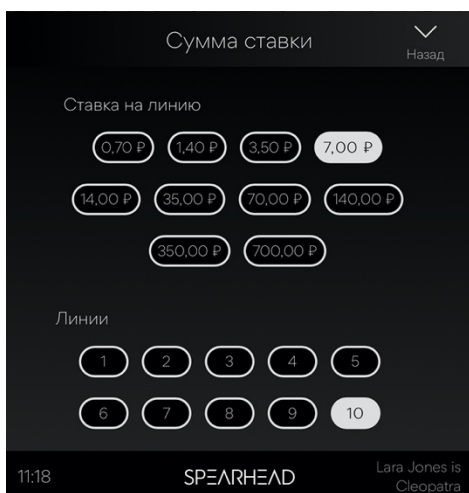 Сумма ставки
Назад
Ставка на линию
0,70 ₽ 1,40 ₽ 3,50 ₽ 7,00 ₽
14,00 ₽ 35,00 ₽ 70,00 ₽ 140,00 ₽
350,00 ₽ 700,00 ₽
Линии
1 2 3 4 5
6 7 8 9 10
11:18 SPEARHEAD Lara Jones is
Cleopatra